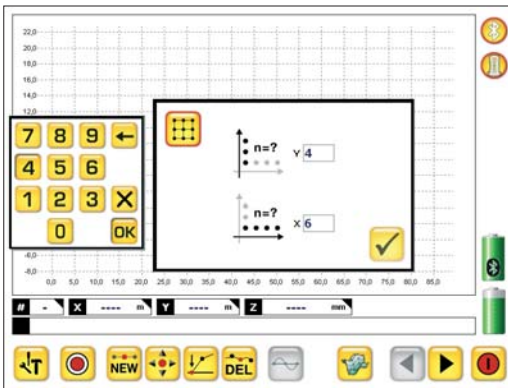 22,0
20,0
18,0
16,0
14,0
12,0
7 8 9
4 5 6
1 2 3 X
0 OK
n=? Y 4
n=? X 6
-6,0
-8,0
0,0 5,0 10,0 15,0 20,0 25,0 30,0 35,0 40,0 45,0 50,0 55,0 60,0 65,0 70,0 75,0 80,0 85,0
# - X ---- m Y ---- m Z ---- mm
T NEW DEL